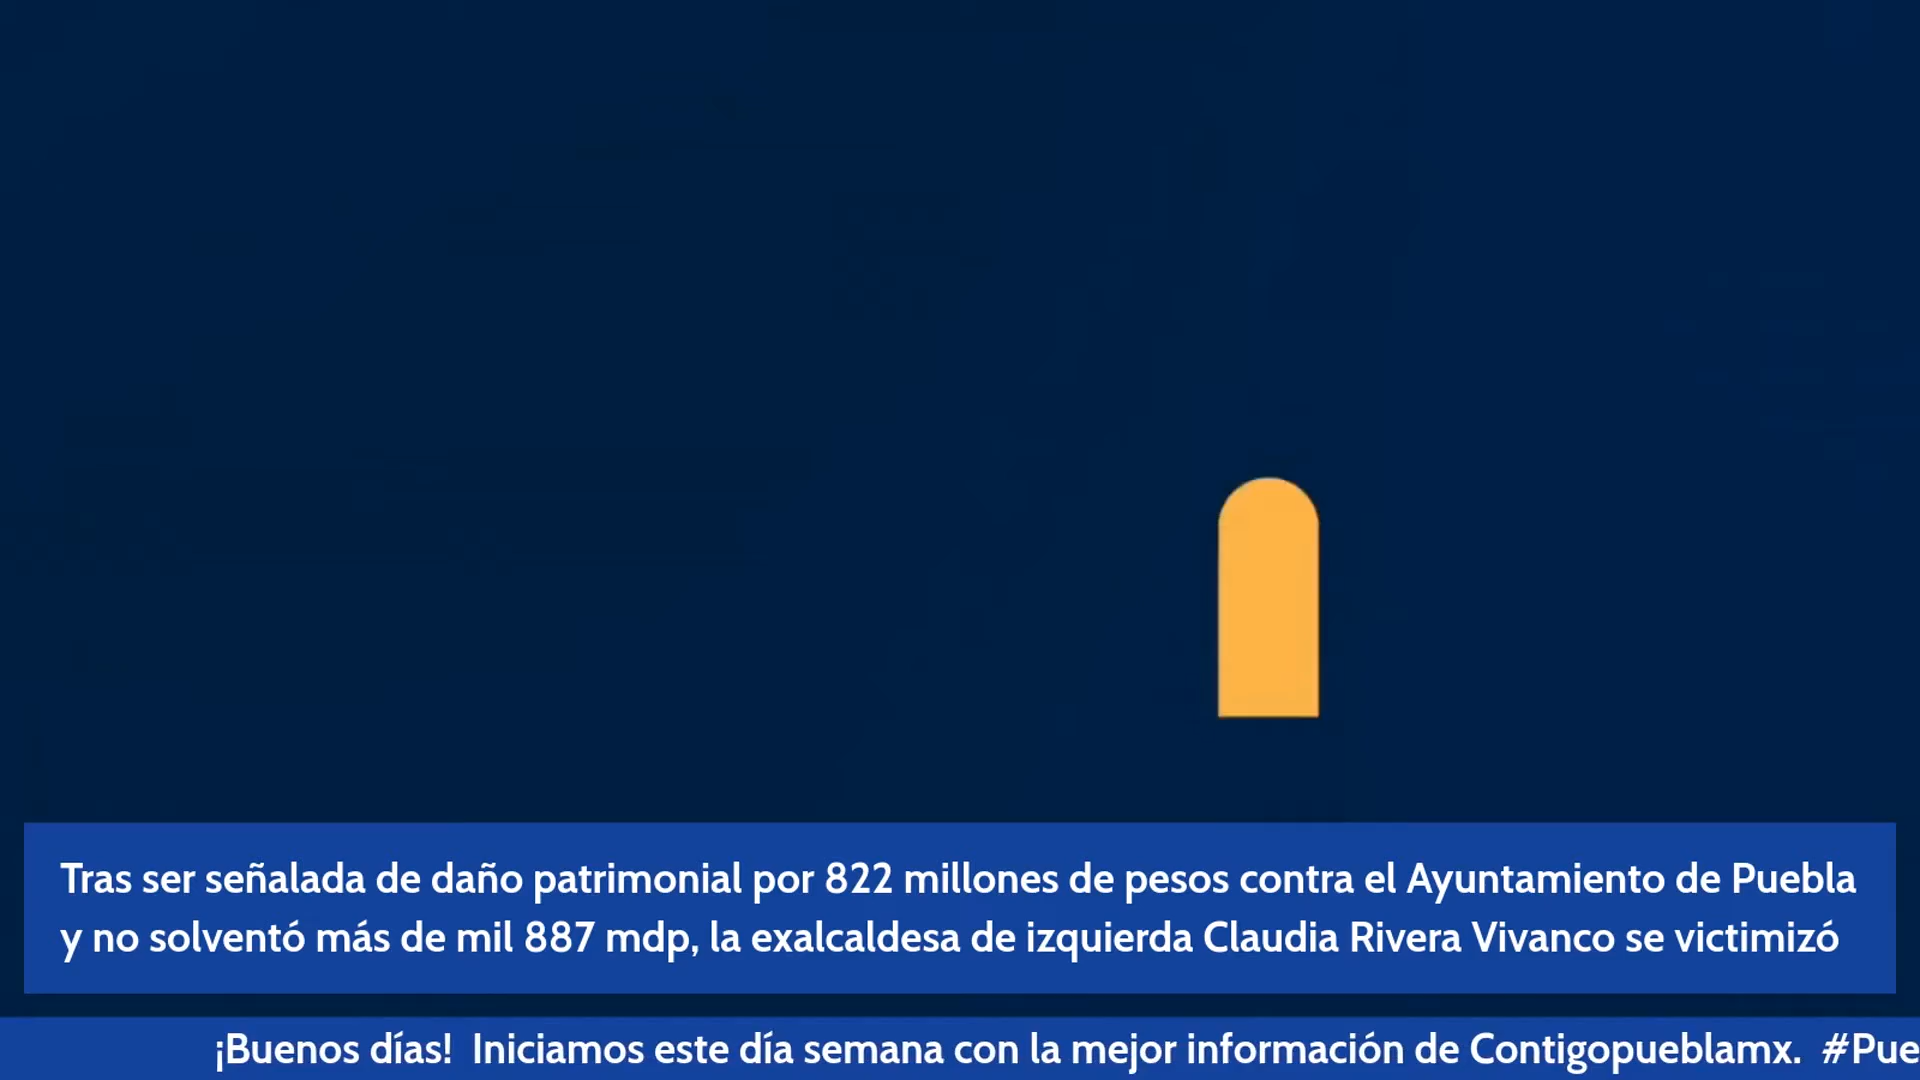 Tras ser señalada de daño patrimonial por 822 millones de pesos contra el Ayuntamiento de Puebla
y no solventó más de mil 887 mdp, la exalcaldesa de izquierda Claudia Rivera Vivanco se victimizó
¡Buenos días! Iniciamos este día semana con la mejor información de Contigopueblamx. #Pue